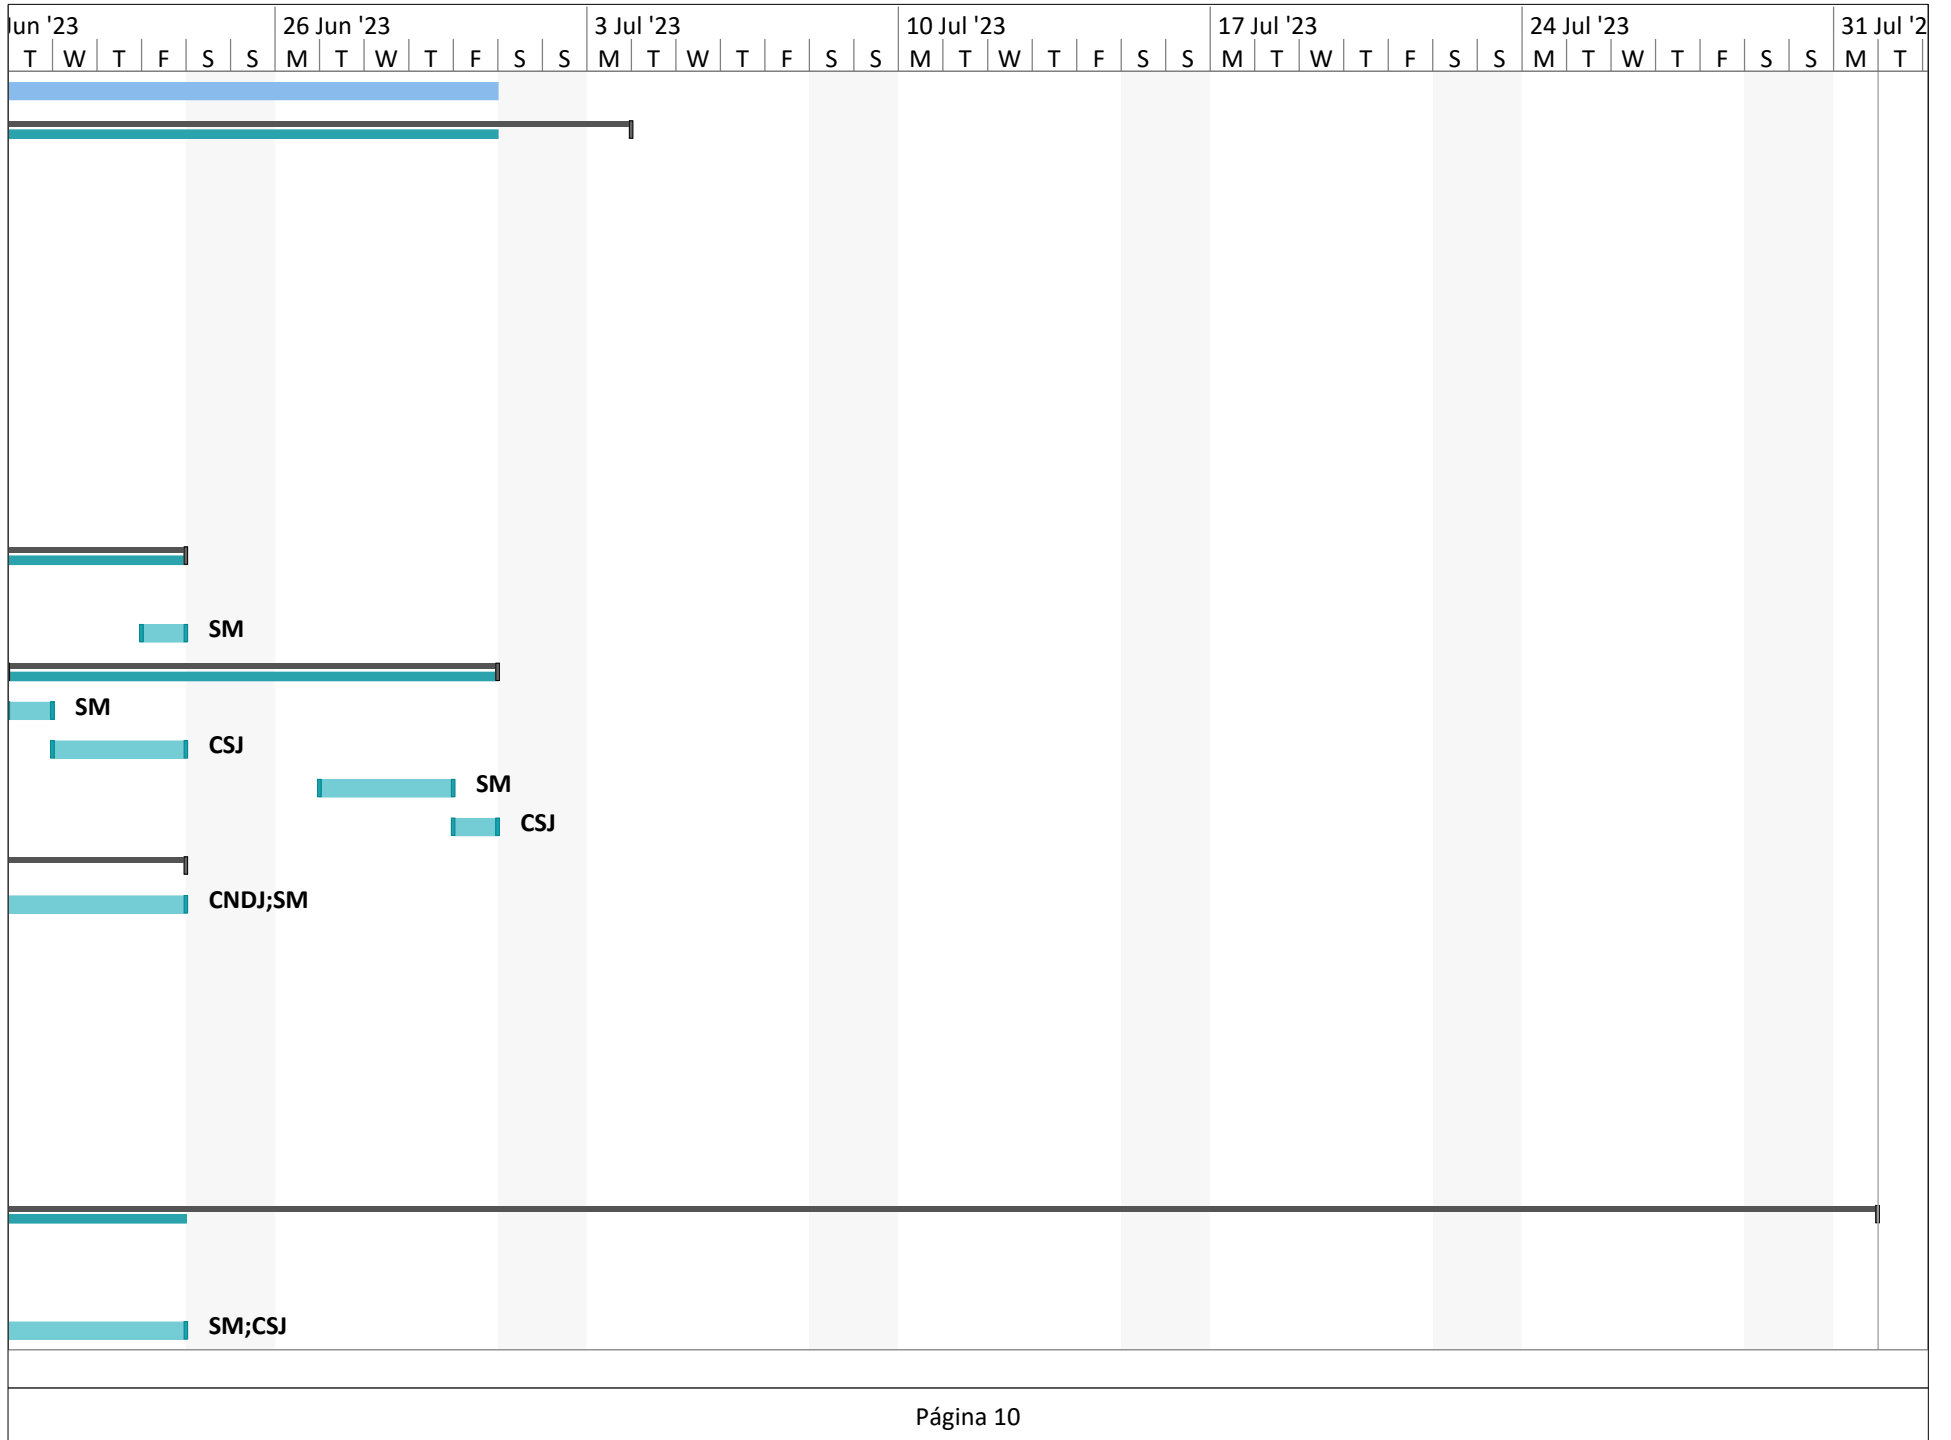 Jun '23 26 Jun '23 3 Jul '23 10 Jul '23 17 Jul '23 24 Jul '23 31 Jul '2
T W T F S S M T W T F S S M T W T F S S M T W T F S S M T W T F S S M T W T F S S M T
SM
SM
CSJ
SM
CSJ
CNDJ;SM
SM;CSJ
Página 10